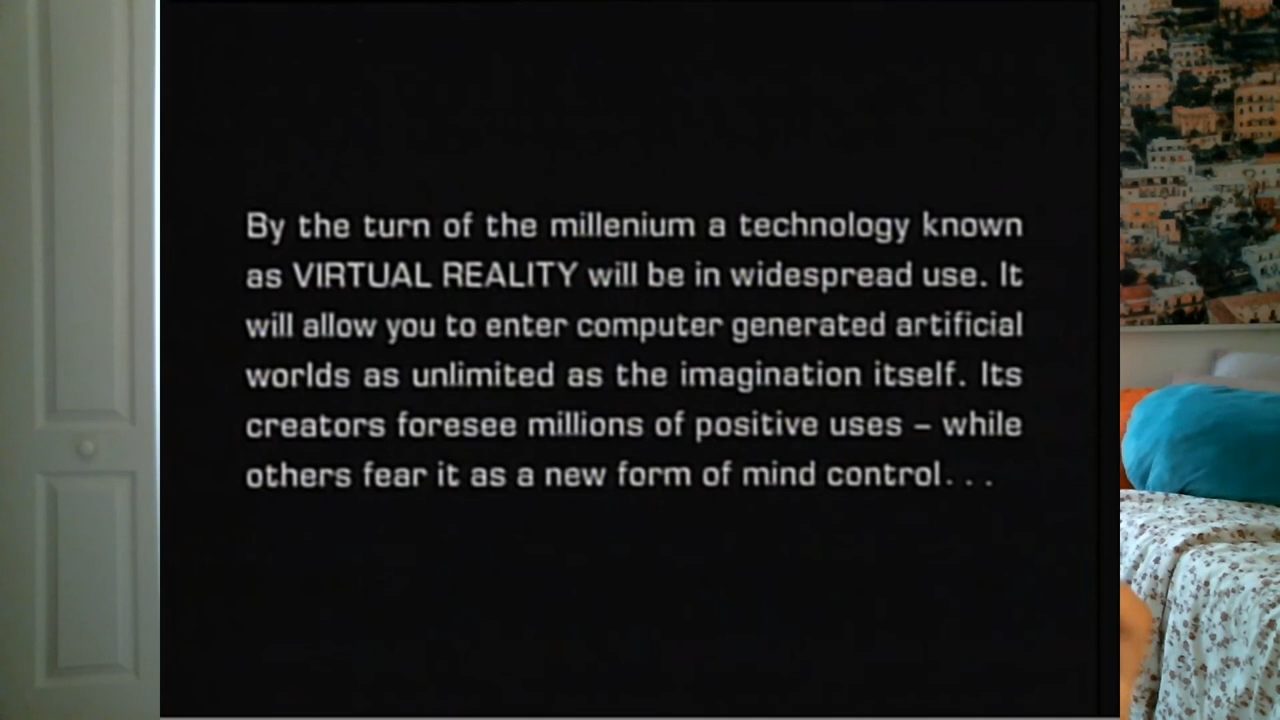 By the turn of the millenium a technology known
as VIRTUAL REALITY will be in widespread use. It
will allow you to enter computer generated artificial
worlds as unlimited as the imagination itself. Its
creators foresee millions of positive uses – while
others fear it as a new form of mind control. . .